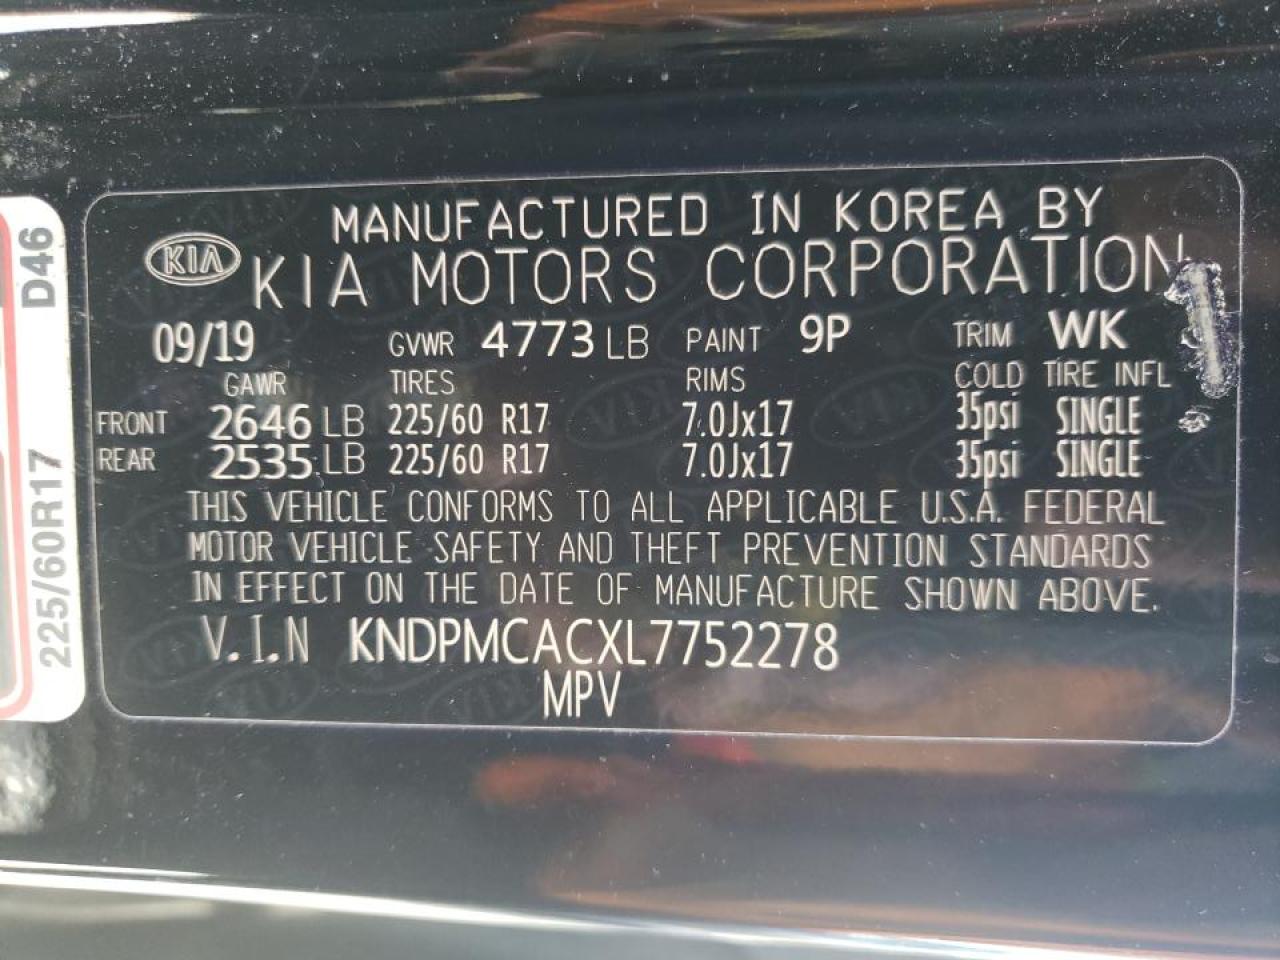 MANUFACTURED IN KOREA BY
KIA KIA MOTORS CORPORATION
09/19 GVWR 4773 LB PAINT 9P TRIM WK
GAWR TIRES RIMS COLD TIRE INFL
FRONT 2646 LB 225/60 R17 7.0Jx17 35psi SINGLE
REAR 2535 LB 225/60 R17 7.0Jx17 35psi SINGLE
THIS VEHICLE CONFORMS TO ALL APPLICABLE U.S.A. FEDERAL
MOTOR VEHICLE SAFETY AND THEFT PREVENTION STANDARDS
IN EFFECT ON THE DATE OF MANUFACTURE SHOWN ABOVE.
V.I.N KNDPMCACXL7752278
MPV
225/60R17 D46